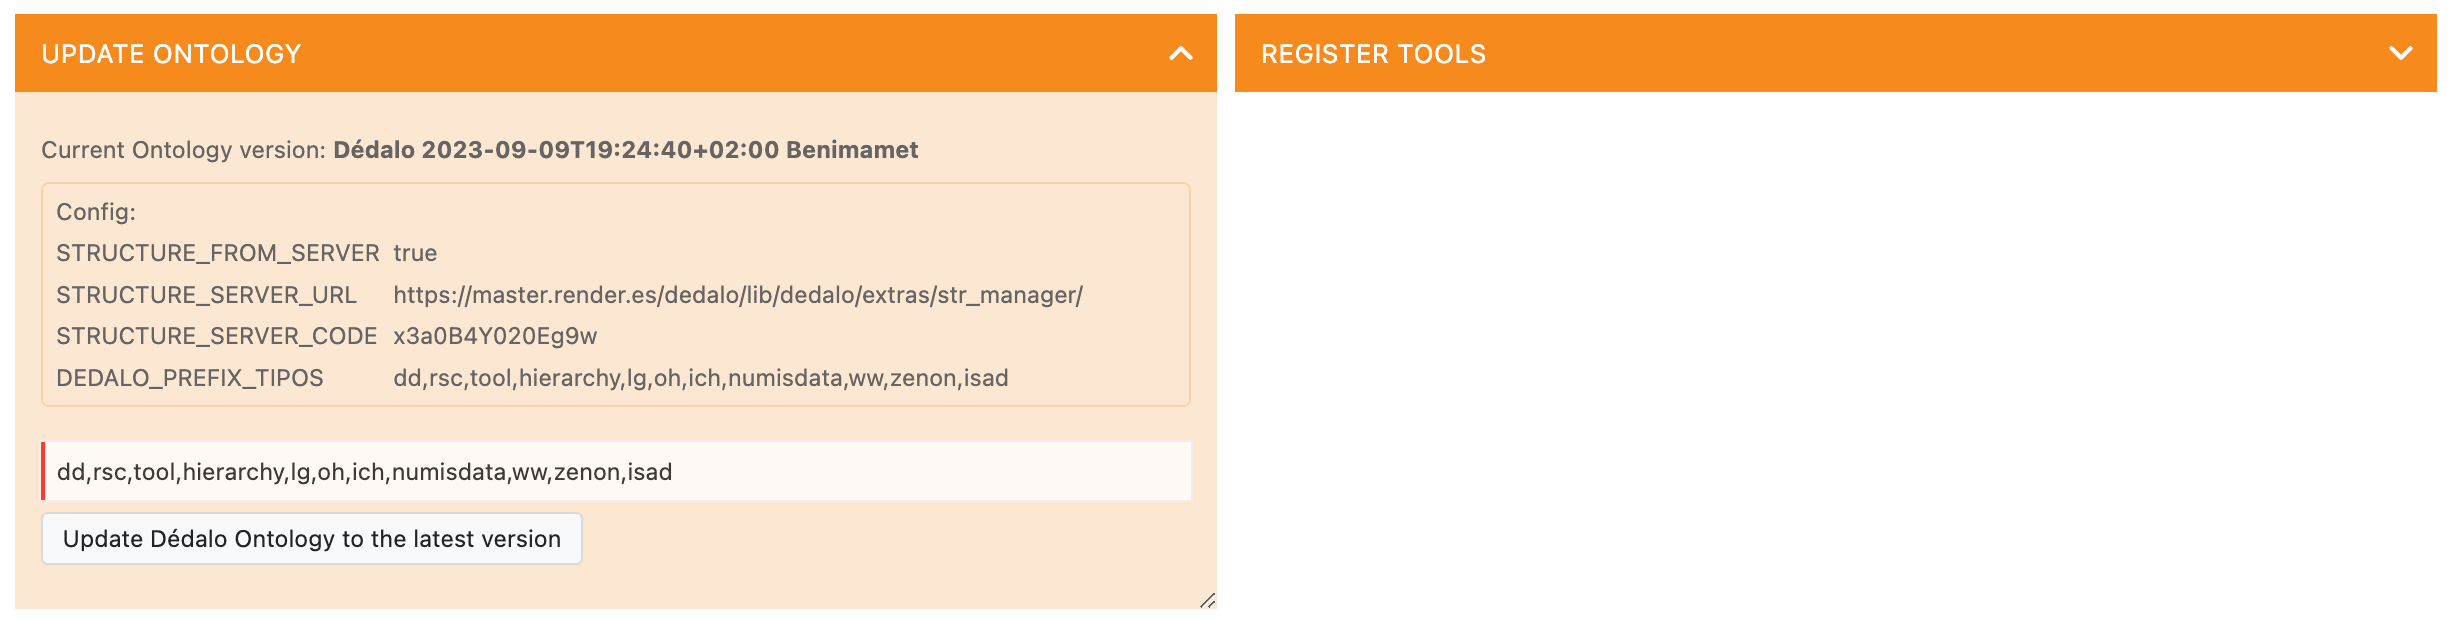 UPDATE ONTOLOGY
REGISTER TOOLS
Current Ontology version: Dédalo 2023-09-09T19:24:40+02:00 Benimamet
Config:
STRUCTURE_FROM_SERVER true
STRUCTURE_SERVER_URL https://master.render.es/dedalo/lib/dedalo/extras/str_manager/
STRUCTURE_SERVER_CODE x3a0B4Y020Eg9w
DEDALO_PREFIX_TIPOS dd,rsc,tool,hierarchy,lg,oh,ich,numisdata,ww,zenon,isad
dd,rsc,tool,hierarchy,lg,oh,ich,numisdata,ww,zenon,isad
Update Dédalo Ontology to the latest version